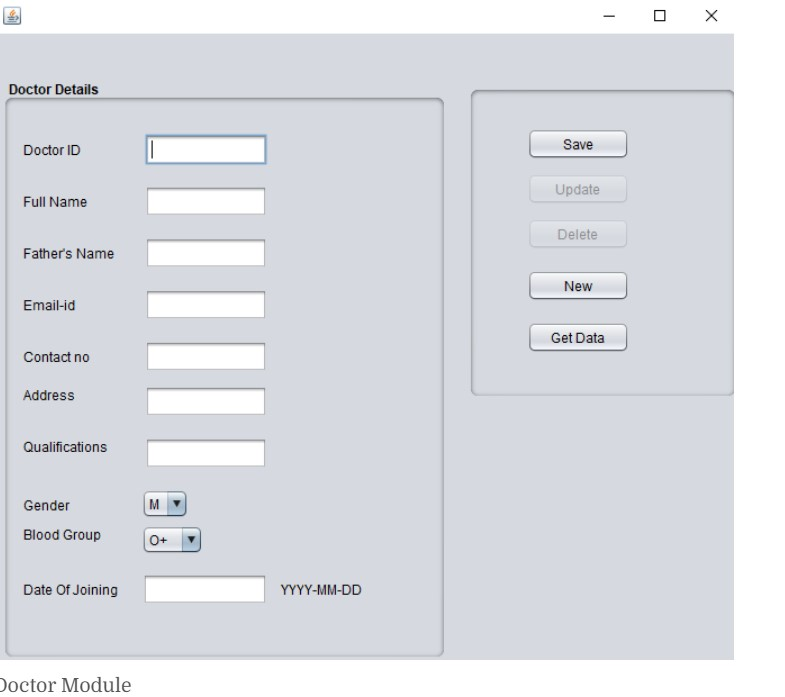 Doctor Details
Doctor ID
Full Name
Father's Name
Email-id
Contact no
Address
Qualifications
Gender M
Blood Group O+
Date Of Joining YYYY-MM-DD
Save
Update
Delete
New
Get Data
Doctor Module